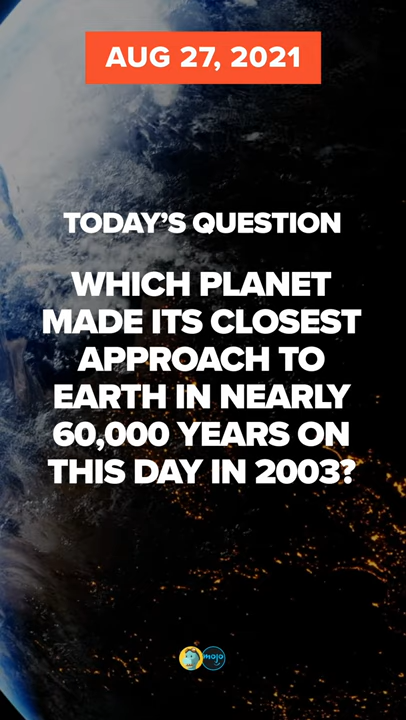 AUG 27, 2021
TODAY'S QUESTION
WHICH PLANET
MADE ITS CLOSEST
APPROACH TO
EARTH IN NEARLY
60,000 YEARS ON
THIS DAY IN 2003?
mojo